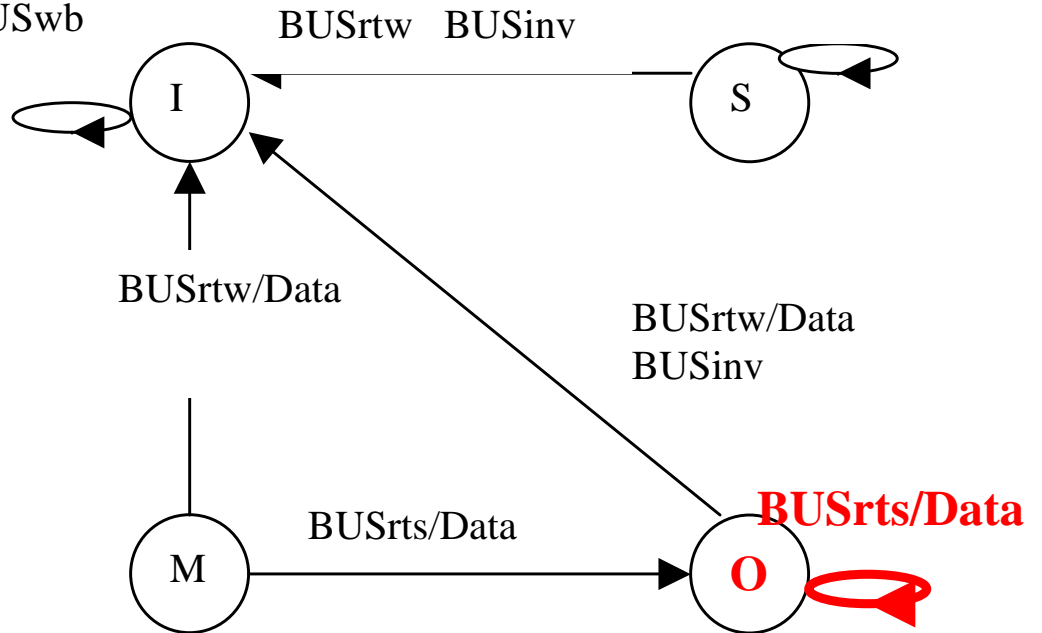 BUSrtw BUSinv
I
S
BUSrtw/Data
BUSrtw/Data
BUSinv
BUSrts/Data
BUSrts/Data
M
O